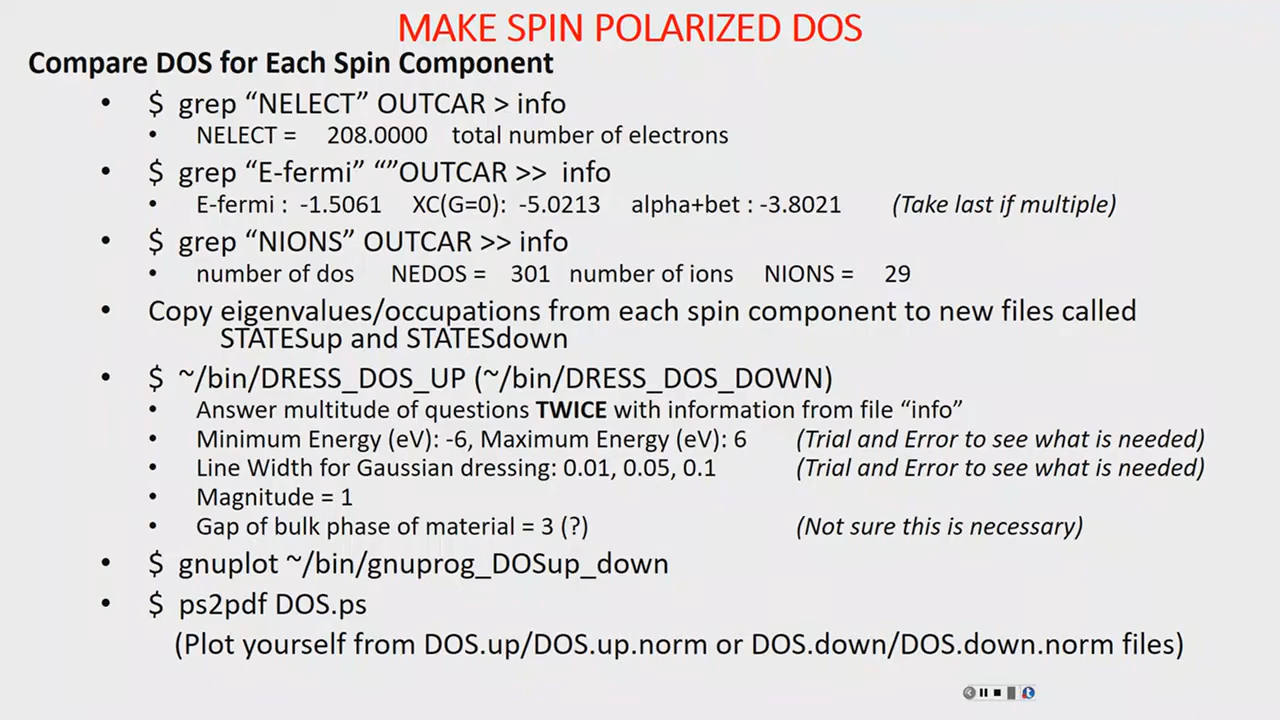 MAKE SPIN POLARIZED DOS
Compare DOS for Each Spin Component
• $ grep “NELECT” OUTCAR > info
• NELECT = 208.0000 total number of electrons
• $ grep “E-fermi” “”OUTCAR >> info
• E-fermi : -1.5061 XC(G=0): -5.0213 alpha+bet : -3.8021 (Take last if multiple)
• $ grep “NIONS” OUTCAR >> info
• number of dos NEDOS = 301 number of ions NIONS = 29
• Copy eigenvalues/occupations from each spin component to new files called
STATESup and STATESdown
• $ ~/bin/DRESS_DOS_UP (~/bin/DRESS_DOS_DOWN)
• Answer multitude of questions TWICE with information from file “info”
• Minimum Energy (eV): -6, Maximum Energy (eV): 6 (Trial and Error to see what is needed)
• Line Width for Gaussian dressing: 0.01, 0.05, 0.1 (Trial and Error to see what is needed)
• Magnitude = 1
• Gap of bulk phase of material = 3 (?) (Not sure this is necessary)
• $ gnuplot ~/bin/gnuprog_DOSup_down
• $ ps2pdf DOS.ps
(Plot yourself from DOS.up/DOS.up.norm or DOS.down/DOS.down.norm files)